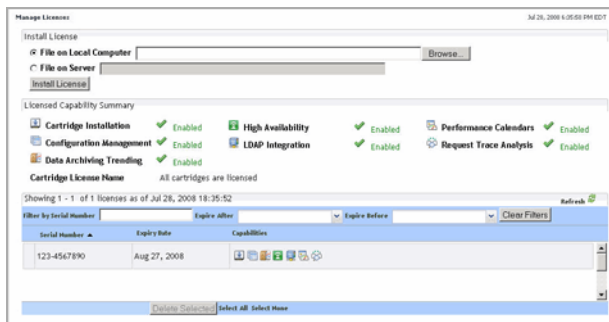 Manage Licenses Jul 28, 2008 6:35:58 PM EDT
Install License
File on Local Computer Browse...
File on Server
Install License
Licensed Capability Summary
Cartridge Installation Enabled High Availability Enabled Performance Calendars Enabled
Configuration Management Enabled LDAP Integration Enabled Request Trace Analysis Enabled
Data Archiving Trending Enabled
Cartridge License Name All cartridges are licensed
Showing 1 - 1 of 1 licenses as of Jul 28, 2008 18:35:52 Refresh
Filter by Serial Number Expire After Expire Before Clear Filters
Serial Number Expiry Date Capabilities
123-4567890 Aug 27, 2008
Delete Selected Select All Select None